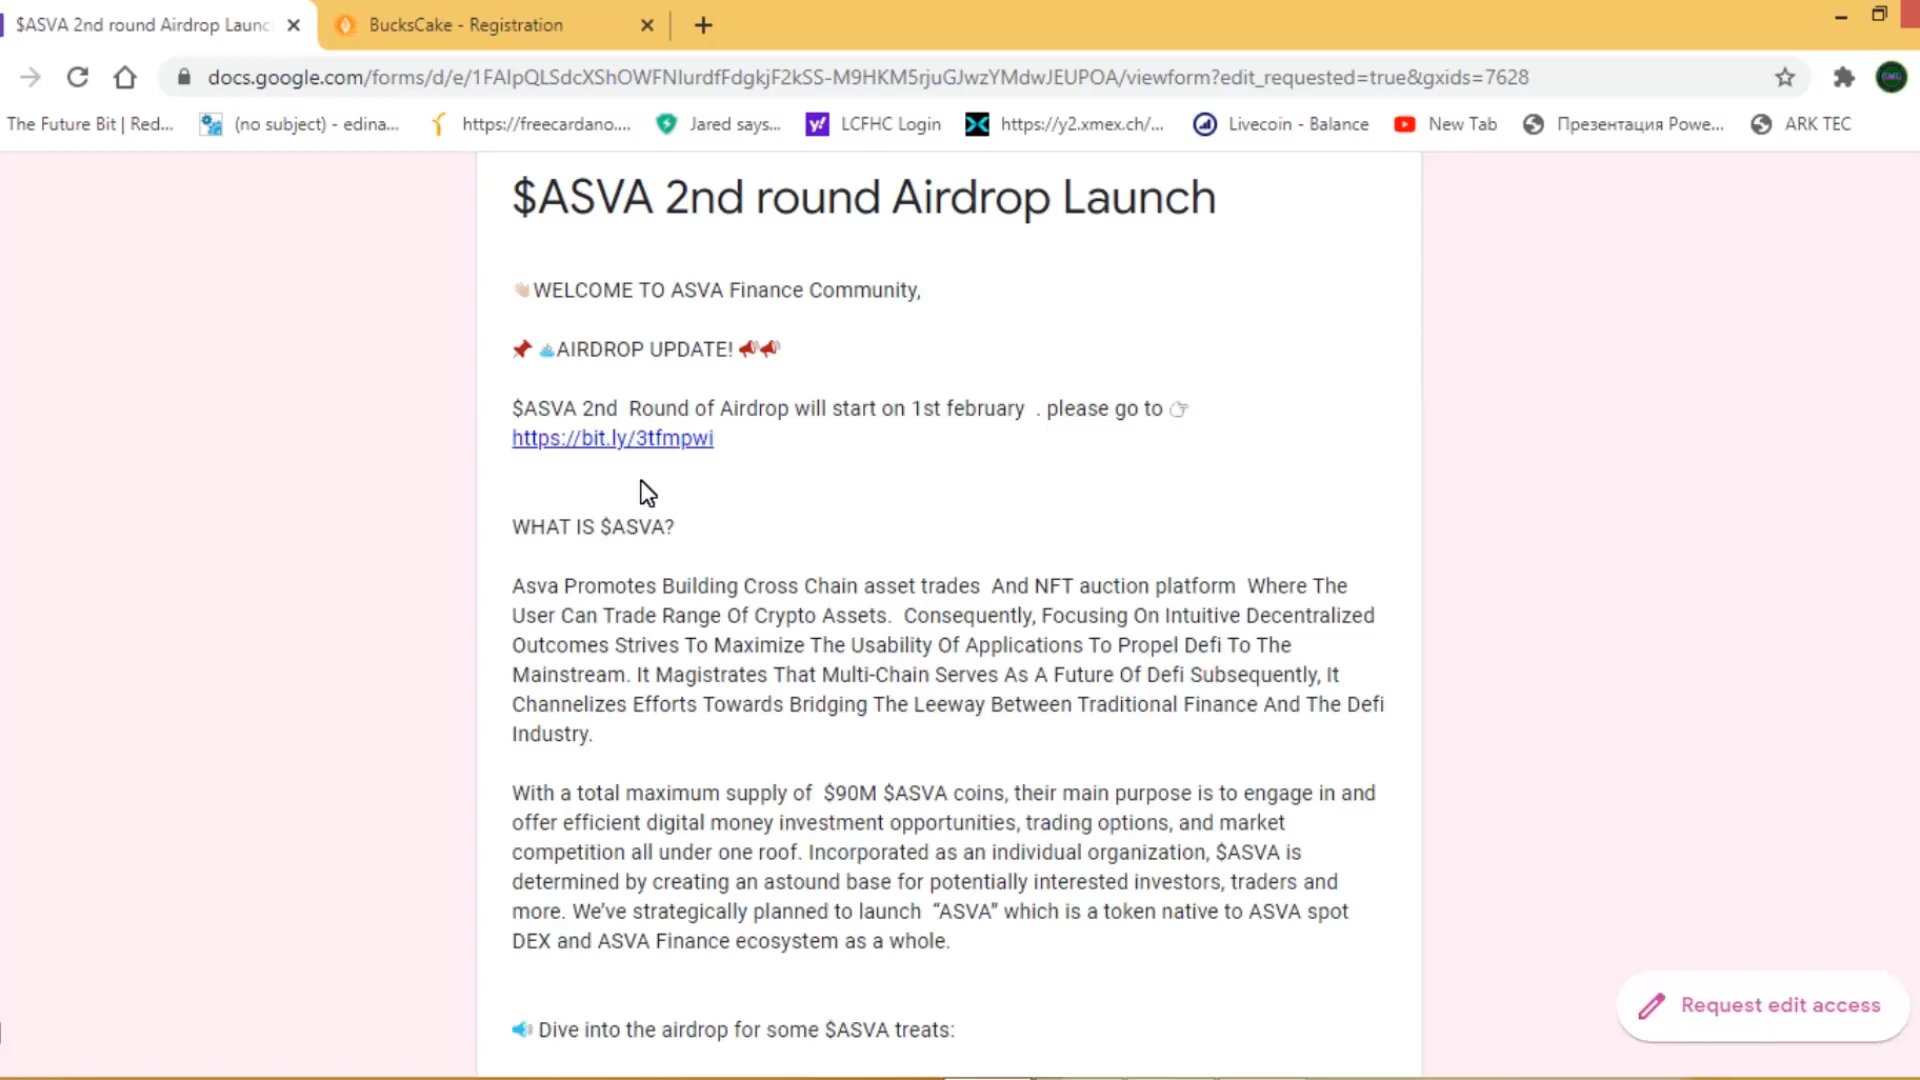 $ASVA 2nd round Airdrop Launc
BucksCake - Registration
docs.google.com/forms/d/e/1FAIpQLSdcXShOWFNIurdfFdgkjF2kSS-M9HKM5rjuGJwzYMdwJEUPOA/viewform?edit_requested=true&gxids=7628
The Future Bit | Red...
(no subject) - edina...
https://freecardano....
Jared says...
LCFHC Login
https://y2.xmex.ch/...
Livecoin - Balance
New Tab
Презентация Powe...
ARK TEC
$ASVA 2nd round Airdrop Launch
👋🏻WELCOME TO ASVA Finance Community,
📌 🚢AIRDROP UPDATE! 📣📣
$ASVA 2nd  Round of Airdrop will start on 1st february  . please go to 👉
https://bit.ly/3tfmpwi
WHAT IS $ASVA?
Asva Promotes Building Cross Chain asset trades  And NFT auction platform  Where The
User Can Trade Range Of Crypto Assets.  Consequently, Focusing On Intuitive Decentralized
Outcomes Strives To Maximize The Usability Of Applications To Propel Defi To The
Mainstream. It Magistrates That Multi-Chain Serves As A Future Of Defi Subsequently, It
Channelizes Efforts Towards Bridging The Leeway Between Traditional Finance And The Defi
Industry.
With a total maximum supply of  $90M $ASVA coins, their main purpose is to engage in and
offer efficient digital money investment opportunities, trading options, and market
competition all under one roof. Incorporated as an individual organization, $ASVA is
determined by creating an astound base for potentially interested investors, traders and
more. We’ve strategically planned to launch  “ASVA” which is a token native to ASVA spot
DEX and ASVA Finance ecosystem as a whole.
🔊 Dive into the airdrop for some $ASVA treats:
Request edit access